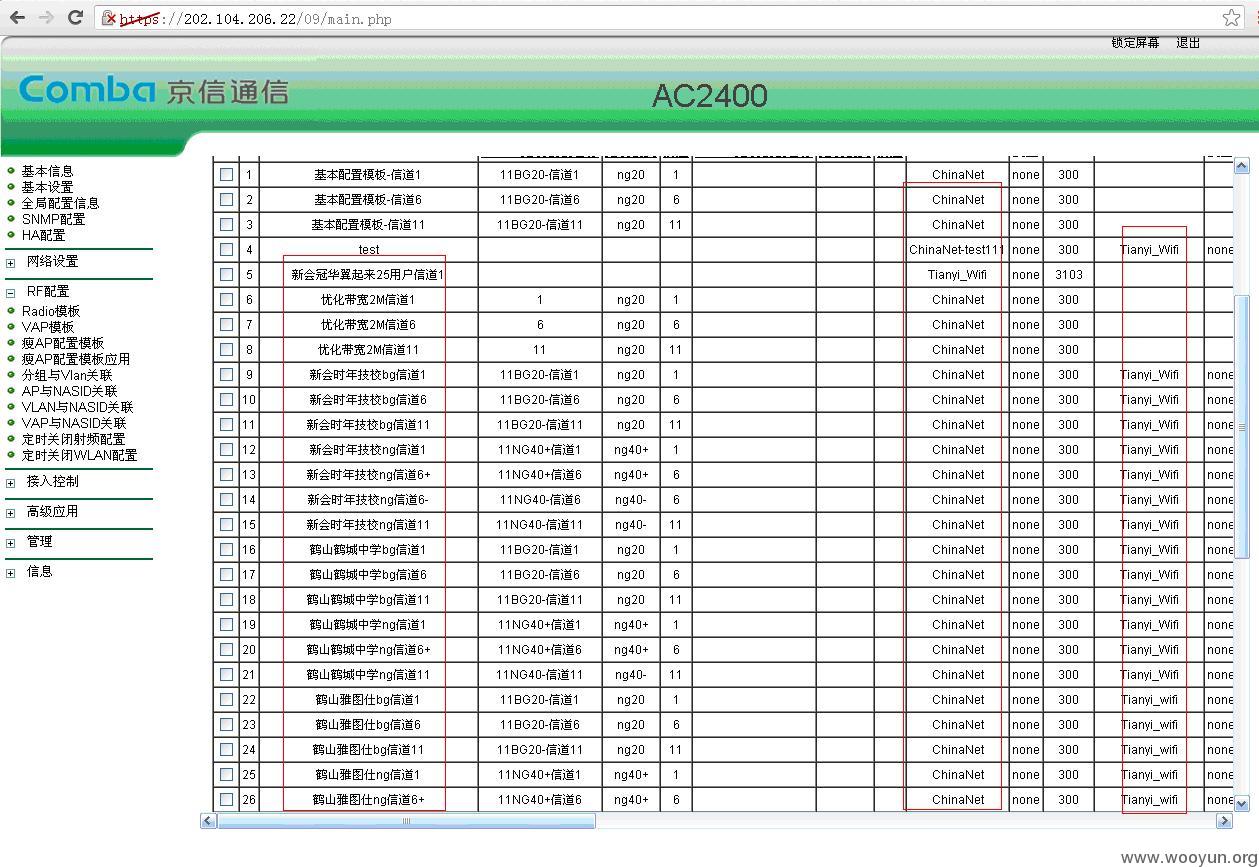 https://202.104.206.22/09/main.php
锁定屏幕 退出
Comba 京信通信
AC2400
基本信息
基本设置
全局配置信息
SNMP配置
HA配置
网络设置
RF配置
Radio模板
VAP模板
瘦AP配置模板
瘦AP配置模板应用
分组与Vlan关联
AP与NASID关联
VLAN与NASID关联
VAP与NASID关联
定时关闭射频配置
定时关闭WLAN配置
接入控制
高级应用
管理
信息
1 基本配置模板-信道1 11BG20-信道1 ng20 1 ChinaNet none 300
2 基本配置模板-信道6 11BG20-信道6 ng20 6 ChinaNet none 300
3 基本配置模板-信道11 11BG20-信道11 ng20 11 ChinaNet none 300
4 test ChinaNet-test111 none 300 Tianyi_Wifi none
5 新会冠华翼起来25用户信道1 Tianyi_Wifi none 3103
6 优化带宽2M信道1 1 ng20 1 ChinaNet none 300
7 优化带宽2M信道6 6 ng20 6 ChinaNet none 300
8 优化带宽2M信道11 11 ng20 11 ChinaNet none 300
9 新会时年技校bg信道1 11BG20-信道1 ng20 1 ChinaNet none 300 Tianyi_Wifi none
10 新会时年技校bg信道6 11BG20-信道6 ng20 6 ChinaNet none 300 Tianyi_Wifi none
11 新会时年技校bg信道11 11BG20-信道11 ng20 11 ChinaNet none 300 Tianyi_Wifi none
12 新会时年技校ng信道1 11NG40+信道1 ng40+ 1 ChinaNet none 300 Tianyi_Wifi none
13 新会时年技校ng信道6+ 11NG40+信道6 ng40+ 6 ChinaNet none 300 Tianyi_Wifi none
14 新会时年技校ng信道6- 11NG40-信道6 ng40- 6 ChinaNet none 300 Tianyi_Wifi none
15 新会时年技校ng信道11 11NG40-信道11 ng40- 11 ChinaNet none 300 Tianyi_Wifi none
16 鹤山鹤城中学bg信道1 11BG20-信道1 ng20 1 ChinaNet none 300 Tianyi_Wifi none
17 鹤山鹤城中学bg信道6 11BG20-信道6 ng20 6 ChinaNet none 300 Tianyi_Wifi none
18 鹤山鹤城中学bg信道11 11BG20-信道11 ng20 11 ChinaNet none 300 Tianyi_Wifi none
19 鹤山鹤城中学ng信道1 11NG40+信道1 ng40+ 1 ChinaNet none 300 Tianyi_Wifi none
20 鹤山鹤城中学ng信道6+ 11NG40+信道6 ng40+ 6 ChinaNet none 300 Tianyi_Wifi none
21 鹤山鹤城中学ng信道11 11NG40-信道11 ng40- 11 ChinaNet none 300 Tianyi_Wifi none
22 鹤山雅图仕bg信道1 11BG20-信道1 ng20 1 ChinaNet none 300 Tianyi_wifi none
23 鹤山雅图仕bg信道6 11BG20-信道6 ng20 6 ChinaNet none 300 Tianyi_wifi none
24 鹤山雅图仕bg信道11 11BG20-信道11 ng20 11 ChinaNet none 300 Tianyi_wifi none
25 鹤山雅图仕ng信道1 11NG40+信道1 ng40+ 1 ChinaNet none 300 Tianyi_wifi none
26 鹤山雅图仕ng信道6+ 11NG40+信道6 ng40+ 6 ChinaNet none 300 Tianyi_wifi none
www.wooyun.org